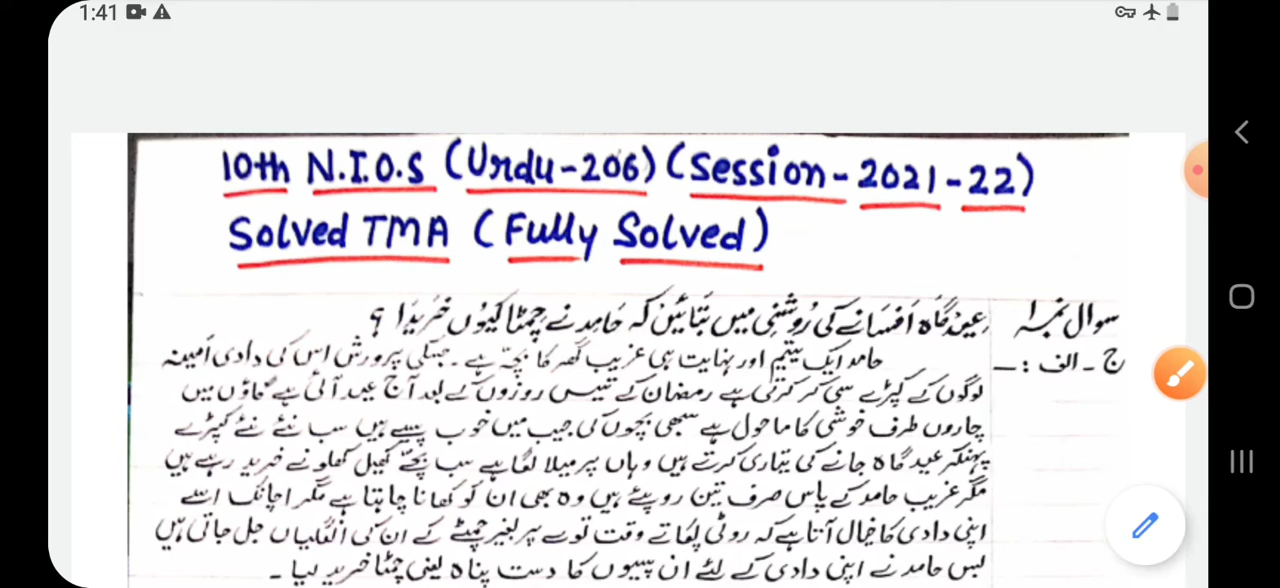 1:41
10th N.I.O.S (Urdu-206) (Session-2021-22)
Solved TMA (Fully Solved)
سوال نمبر ۱ عید گاہ افسانے کی روشنی میں بتائیں کہ حامد نے چمٹا کیوں خریدا ؟
ج - الف :- حامد ایک یتیم اور نہایت ہی غریب گھر کا بچہ ہے ۔ جسکی پرورش اس کی دادی امینہ
لوگوں کے کپڑے سی کر کرتی ہے رمضان کے تیس روزوں کے بعد آج عید آئی ہے گاؤں میں
چاروں طرف خوشی کا ماحول ہے سبھی بچوں کی جیب میں خوب پیسے ہیں سب نئے نئے کپڑے
پہنکر عید گاہ جانے کی تیاری کرتے ہیں وہاں پر میلا لگا ہے سب بچے کھیل کھلونے خرید رہے ہیں
مگر غریب حامد کے پاس صرف تین روپئے ہیں وہ بھی ان کو کھانا چاہتا ہے مگر اچانک اسے
اپنی دادی کا خیال آتا ہے کہ روٹی پکاتے وقت توے پر بغیر چمٹے کے ان کی انگلیاں جل جاتی ہیں
بس حامد نے اپنی دادی کے لئے ان پیسوں کا دست پناہ یعنی چمٹا خرید لیا ۔